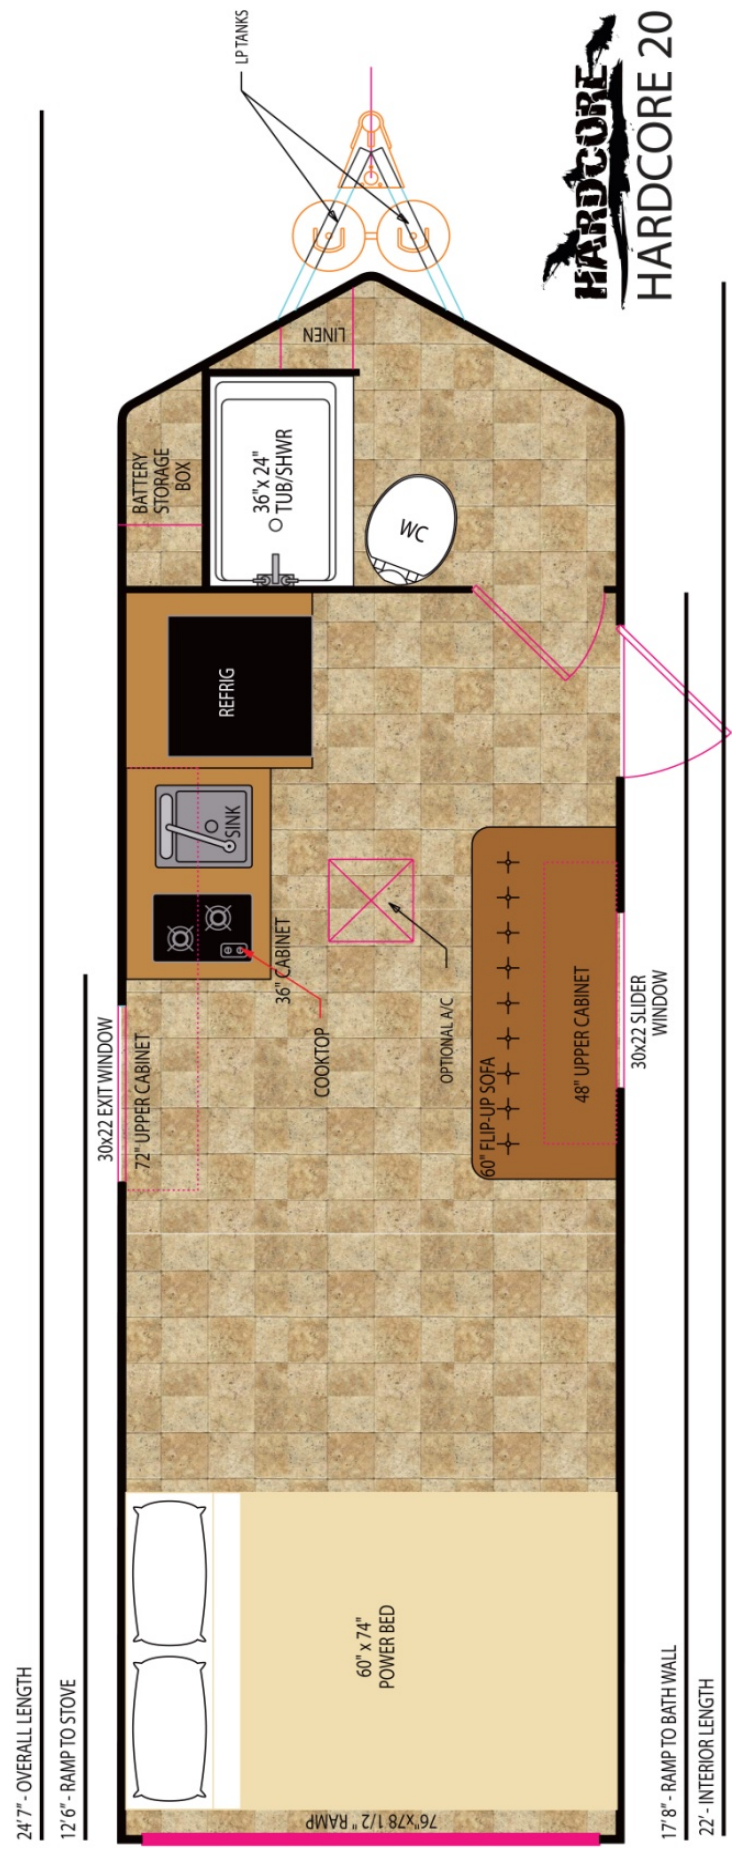 LP TANKS
HARDCORE
HARDCORE 20
LINEN
BATTERY
STORAGE
BOX
36"x 24"
TUB/SHWR
WC
REFRIG
SINK
36" CABINET
COOKTOP
OPTIONAL A/C
30x22 EXIT WINDOW
72" UPPER CABINET
60" FLIP-UP SOFA
48" UPPER CABINET
30x22 SLIDER
WINDOW
60" x 74"
POWER BED
76"x78 1/2" RAMP
24'7" - OVERALL LENGTH
12'6" - RAMP TO STOVE
17'8" - RAMP TO BATH WALL
22' - INTERIOR LENGTH